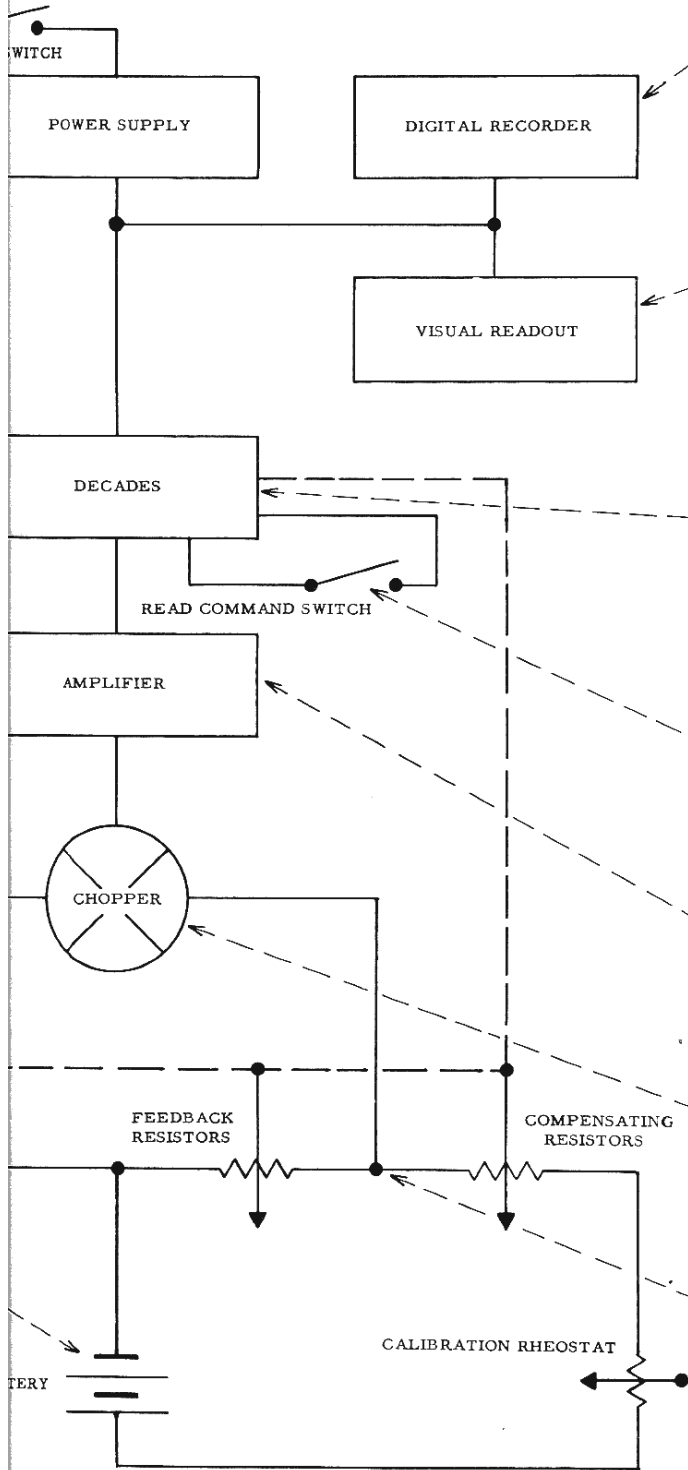 SWITCH
POWER SUPPLY
DIGITAL RECORDER
VISUAL READOUT
DECADES
READ COMMAND SWITCH
AMPLIFIER
CHOPPER
FEEDBACK
RESISTORS
COMPENSATING
RESISTORS
CALIBRATION RHEOSTAT
TERY